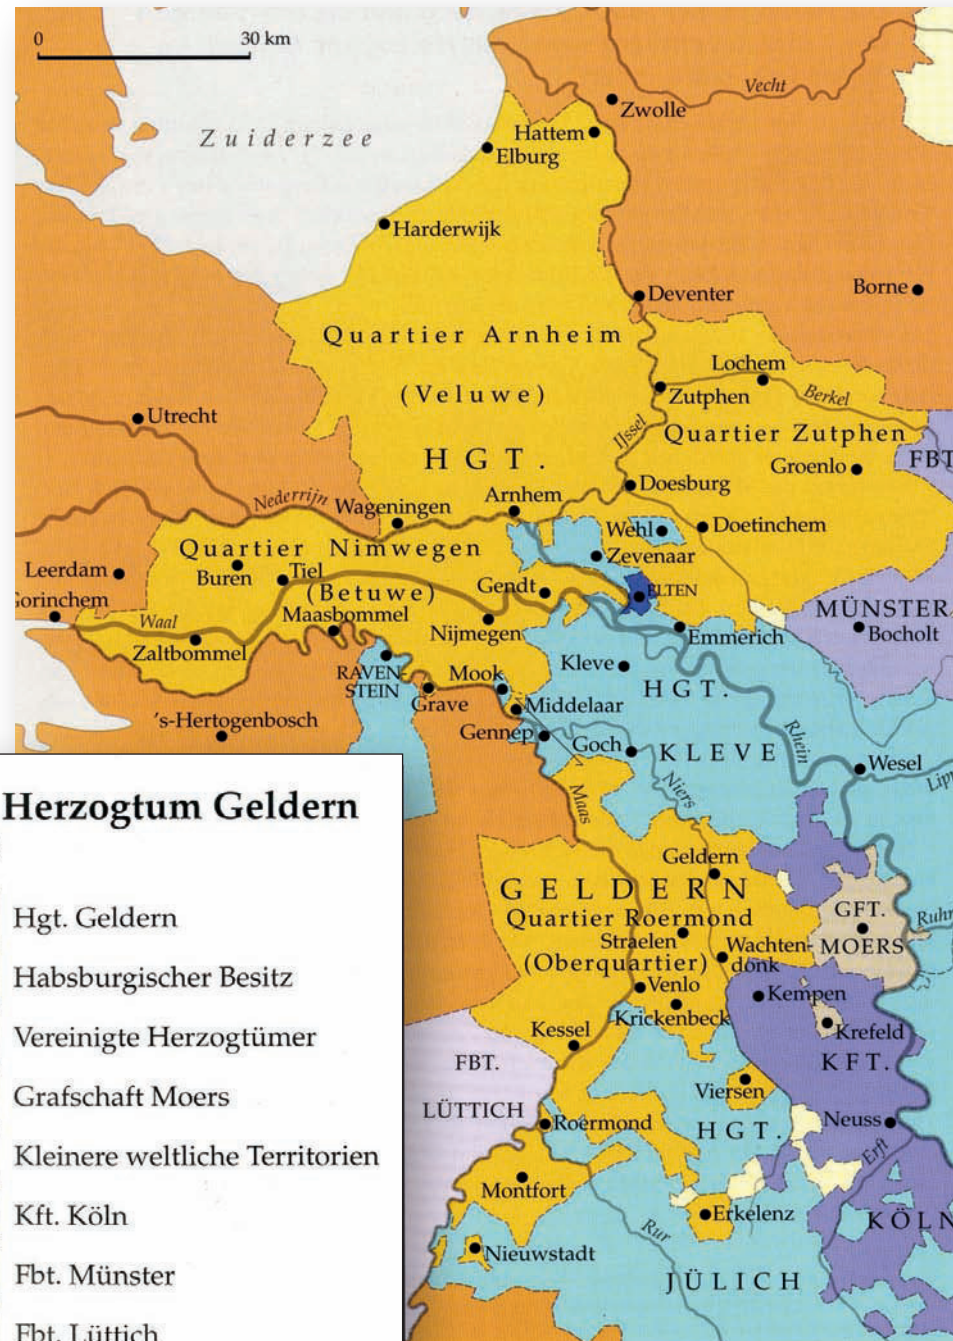 0 30 km
Vecht
Zwolle
Zuiderzee
Hattem
Elburg
Harderwijk
Deventer
Borne
Quartier Arnheim
(Veluwe)
Lochem
Zutphen
Berkel
Utrecht
IJssel
Quartier Zutphen
HGT.
Groenlo
FBT
Doesburg
Nederrijn
Wageningen
Arnhem
Wehl
Doetinchem
Quartier Nimwegen
Zevenaar
Leerdam
Buren
Tiel
(Betuwe)
Gendt
ELTEN
Gorinchem
Maasbommel
MÜNSTER
Waal
Nijmegen
Emmerich
Bocholt
Zaltbommel
RAVEN-
STEIN
Mook
Kleve
HGT.
Grave
Middelaar
's-Hertogenbosch
Gennep
Goch
KLEVE
Rhein
Wesel
Lipp
Niers
Maas
Herzogtum Geldern
Hgt. Geldern
Habsburgischer Besitz
Vereinigte Herzogtümer
Grafschaft Moers
Kleinere weltliche Territorien
Kft. Köln
Fbt. Münster
Fbt. Lüttich
Geldern
GELDERN
Quartier Roermond
Straelen
(Oberquartier)
Wachten-
donk
GFT.
MOERS
Ruhr
Venlo
Krickenbeck
Kempen
Krefeld
Kessel
KFT.
FBT.
LÜTTICH
Viersen
Roermond
HGT.
Neuss
Erft
Montfort
Erkelenz
KÖLN
Rur
Nieuwstadt
JÜLICH